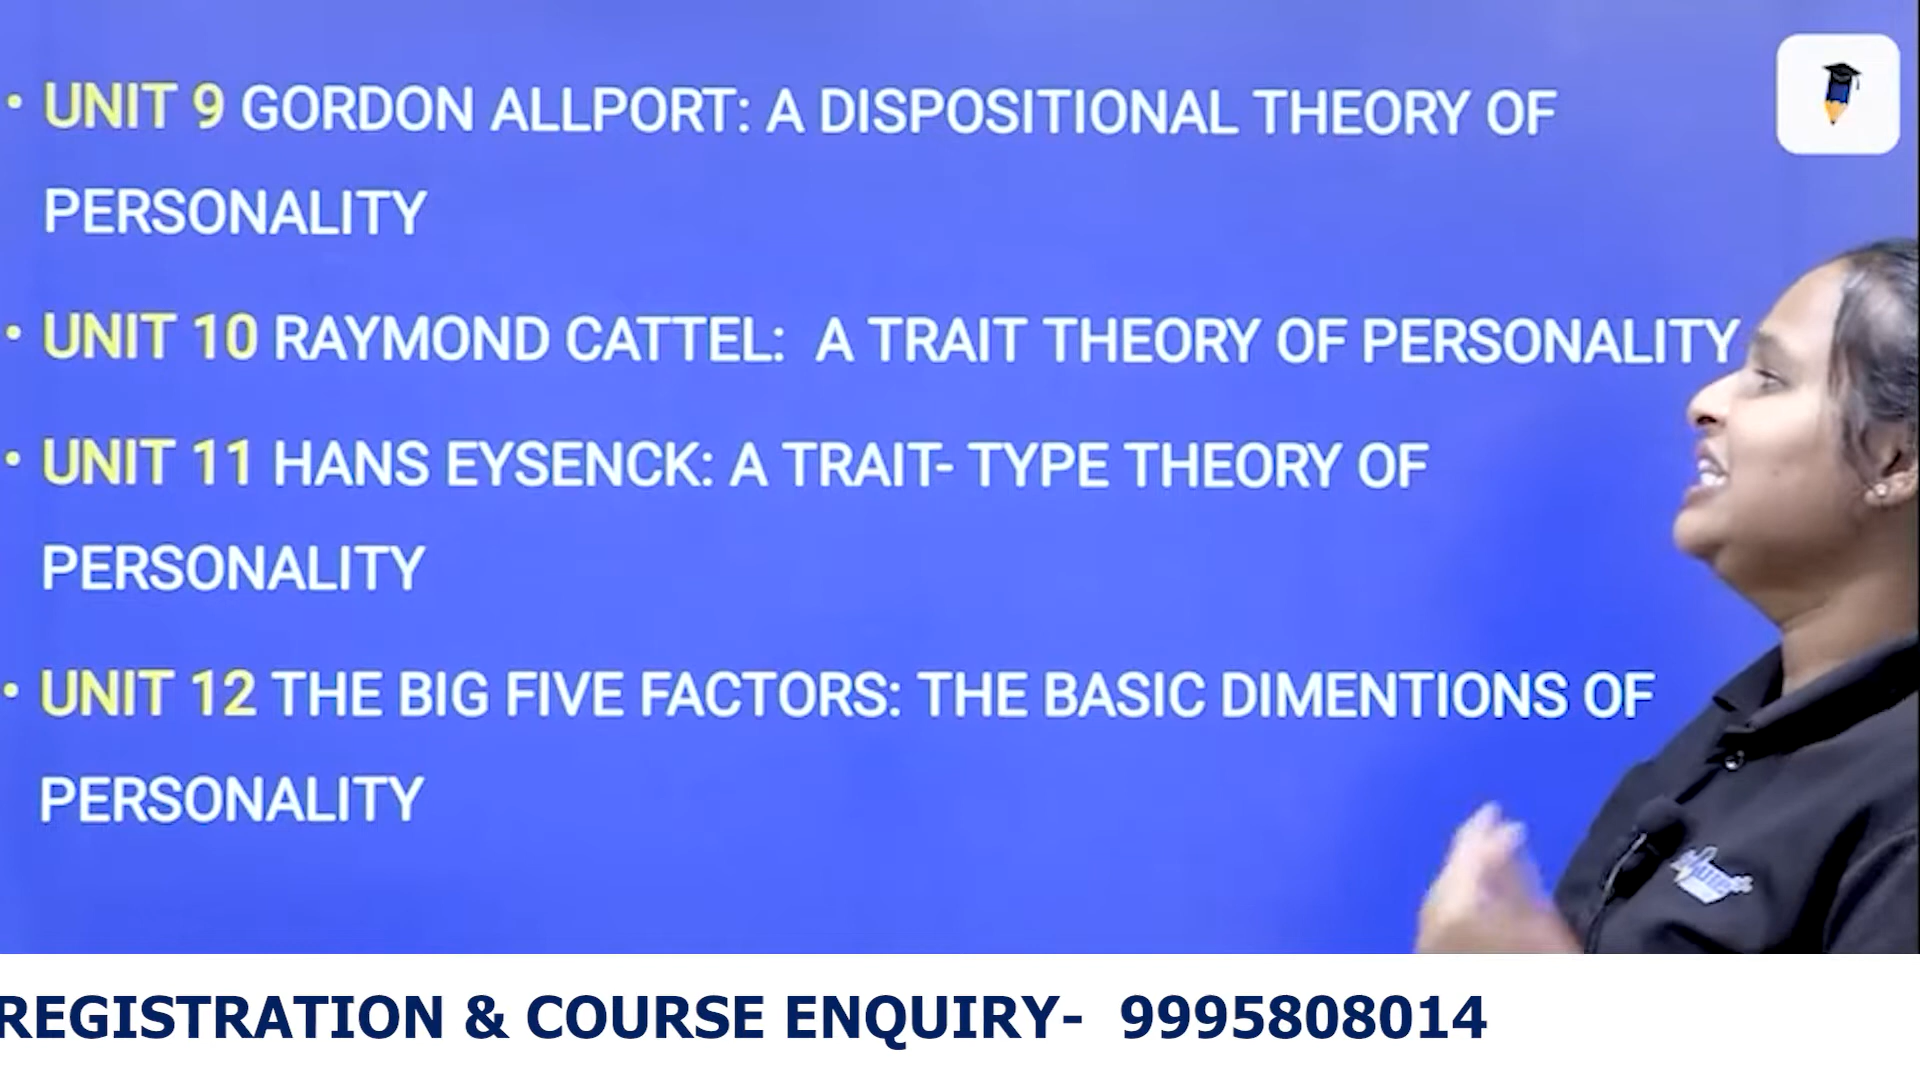 • UNIT 9 GORDON ALLPORT: A DISPOSITIONAL THEORY OF
PERSONALITY
• UNIT 10 RAYMOND CATTEL: A TRAIT THEORY OF PERSONALITY
• UNIT 11 HANS EYSENCK: A TRAIT- TYPE THEORY OF
PERSONALITY
• UNIT 12 THE BIG FIVE FACTORS: THE BASIC DIMENTIONS OF
PERSONALITY
REGISTRATION & COURSE ENQUIRY- 9995808014